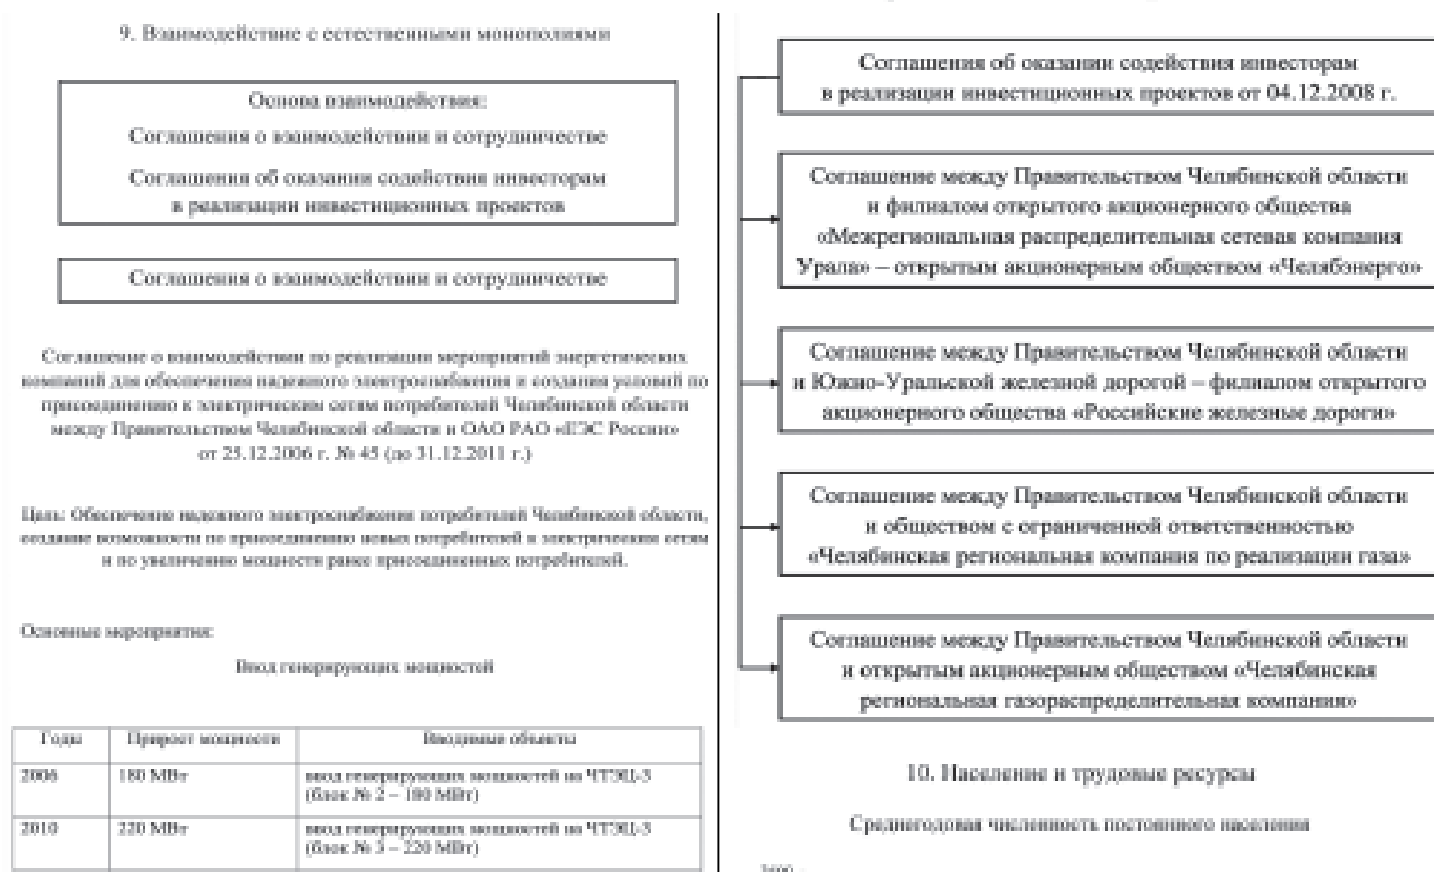 9. Взаимодействие с естественными монополиями
Основа взаимодействия:
Соглашения о взаимодействии и сотрудничестве
Соглашения об оказании содействия инвесторам
в реализации инвестиционных проектов
Соглашения о взаимодействии и сотрудничестве
Соглашение о взаимодействии по реализации мероприятий энергетических
компаний для обеспечения надежного электроснабжения и создания условий по
присоединению к электрическим сетям потребителей Челябинской области
между Правительством Челябинской области и ОАО РАО «ЕЭС России»
от 25.12.2006 г. № 45 (до 31.12.2011 г.)
Цель: Обеспечение надежного электроснабжения потребителей Челябинской области,
создание возможности по присоединению новых потребителей к электрическим сетям
и по увеличению мощности ранее присоединенных потребителей.
Основные мероприятия:
Ввод генерирующих мощностей
Годы Прирост мощности Вводимые объекты
2006 180 МВт ввод генерирующих мощностей на ЧТЭЦ-3
(блок № 2 – 180 МВт)
2010 220 МВт ввод генерирующих мощностей на ЧТЭЦ-3
(блок № 3 – 220 МВт)
Соглашения об оказании содействия инвесторам
в реализации инвестиционных проектов от 04.12.2008 г.
Соглашение между Правительством Челябинской области
и филиалом открытого акционерного общества
«Межрегиональная распределительная сетевая компания
Урала» – открытым акционерным обществом «Челябэнерго»
Соглашение между Правительством Челябинской области
и Южно-Уральской железной дорогой – филиалом открытого
акционерного общества «Российские железные дороги»
Соглашение между Правительством Челябинской области
и обществом с ограниченной ответственностью
«Челябинская региональная компания по реализации газа»
Соглашение между Правительством Челябинской области
и открытым акционерным обществом «Челябинская
региональная газораспределительная компания»
10. Население и трудовые ресурсы
Среднегодовая численность постоянного населения